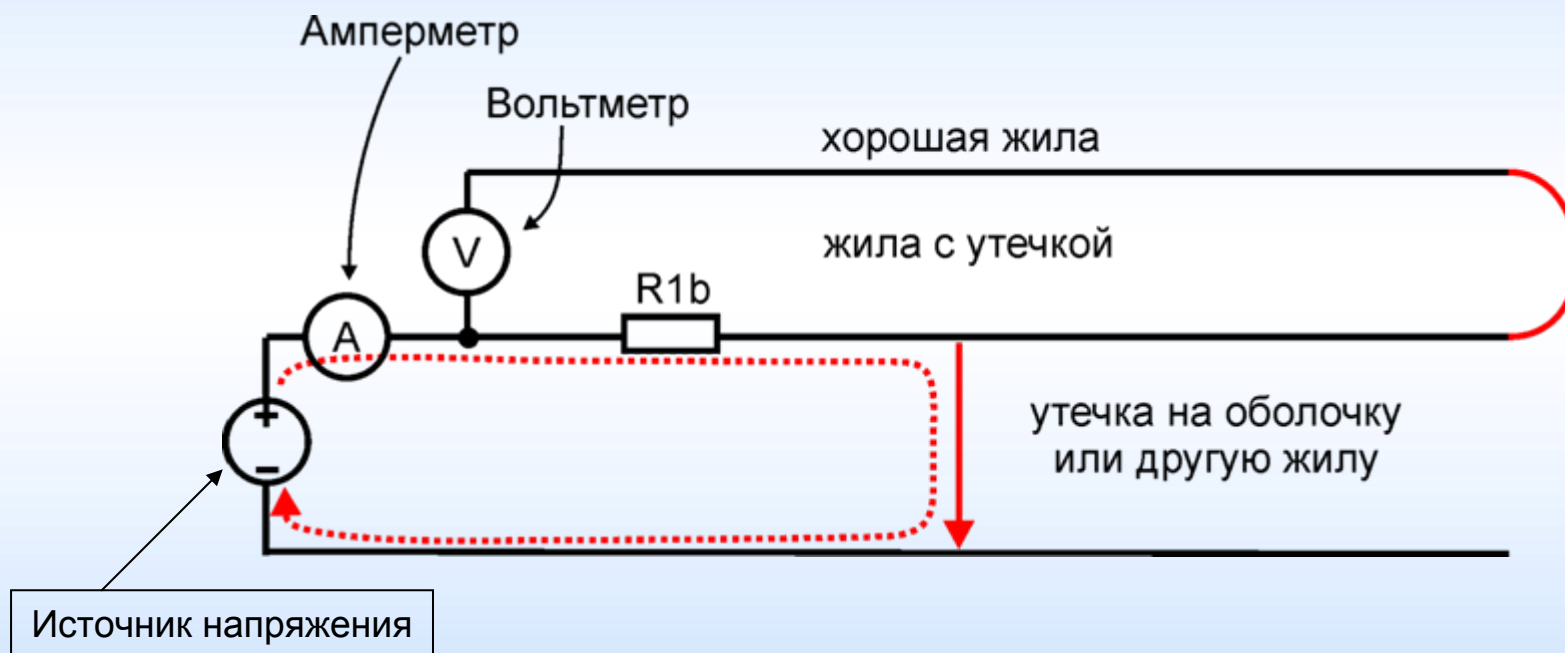 Амперметр
Вольтметр
хорошая жила
V
жила с утечкой
R1b
A
+
−
утечка на оболочку
или другую жилу
Источник напряжения